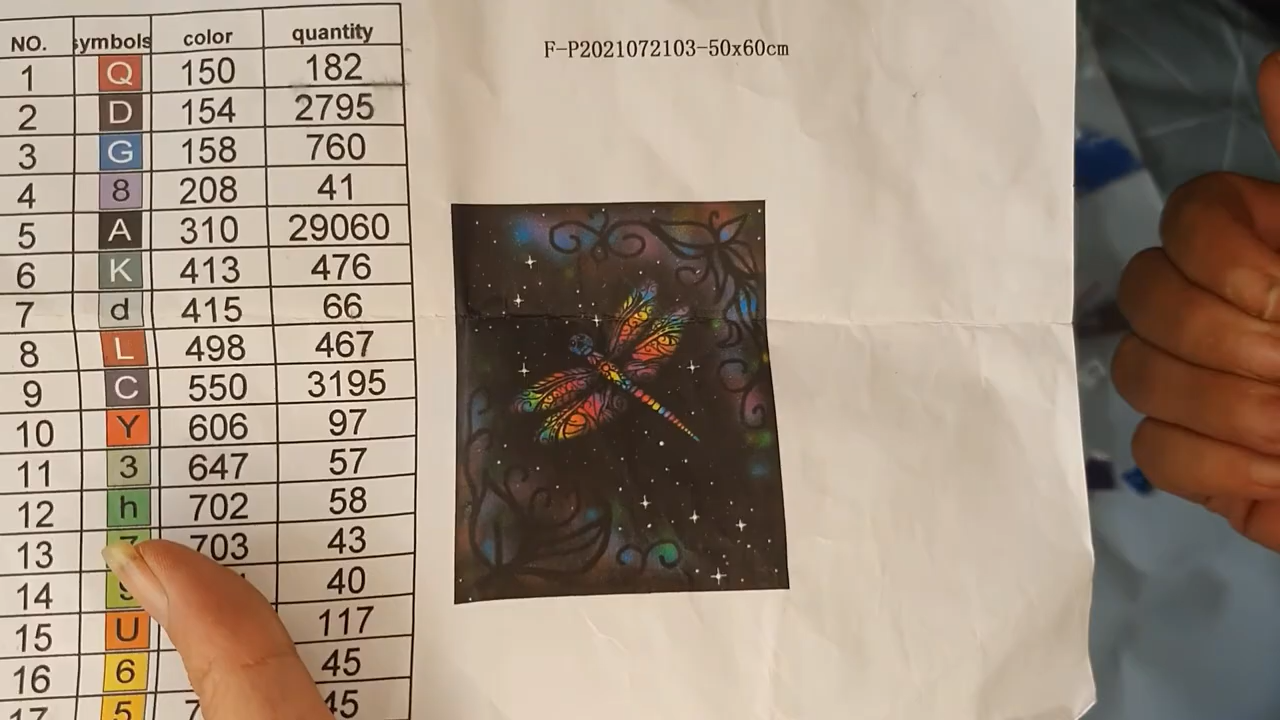 NO. symbols color quantity
1 Q 150 182
2 D 154 2795
3 G 158 760
4 8 208 41
5 A 310 29060
6 K 413 476
7 d 415 66
8 L 498 467
9 C 550 3195
10 Y 606 97
11 3 647 57
12 h 702 58
13 703 43
14 40
15 U 117
16 6 45
17 5 45
F-P2021072103-50x60cm